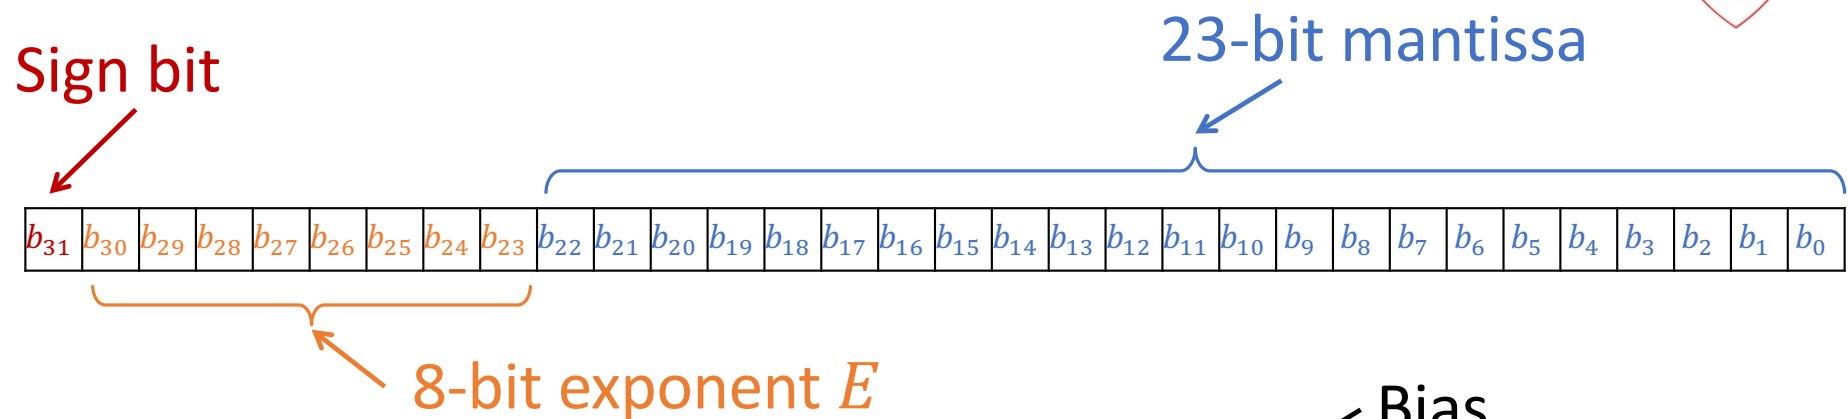 23-bit mantissa
Sign bit
b₃₁ b₃₀ b₂₉ b₂₈ b₂₇ b₂₆ b₂₅ b₂₄ b₂₃ b₂₂ b₂₁ b₂₀ b₁₉ b₁₈ b₁₇ b₁₆ b₁₅ b₁₄ b₁₃ b₁₂ b₁₁ b₁₀ b₉ b₈ b₇ b₆ b₅ b₄ b₃ b₂ b₁ b₀
8-bit exponent E
Bias